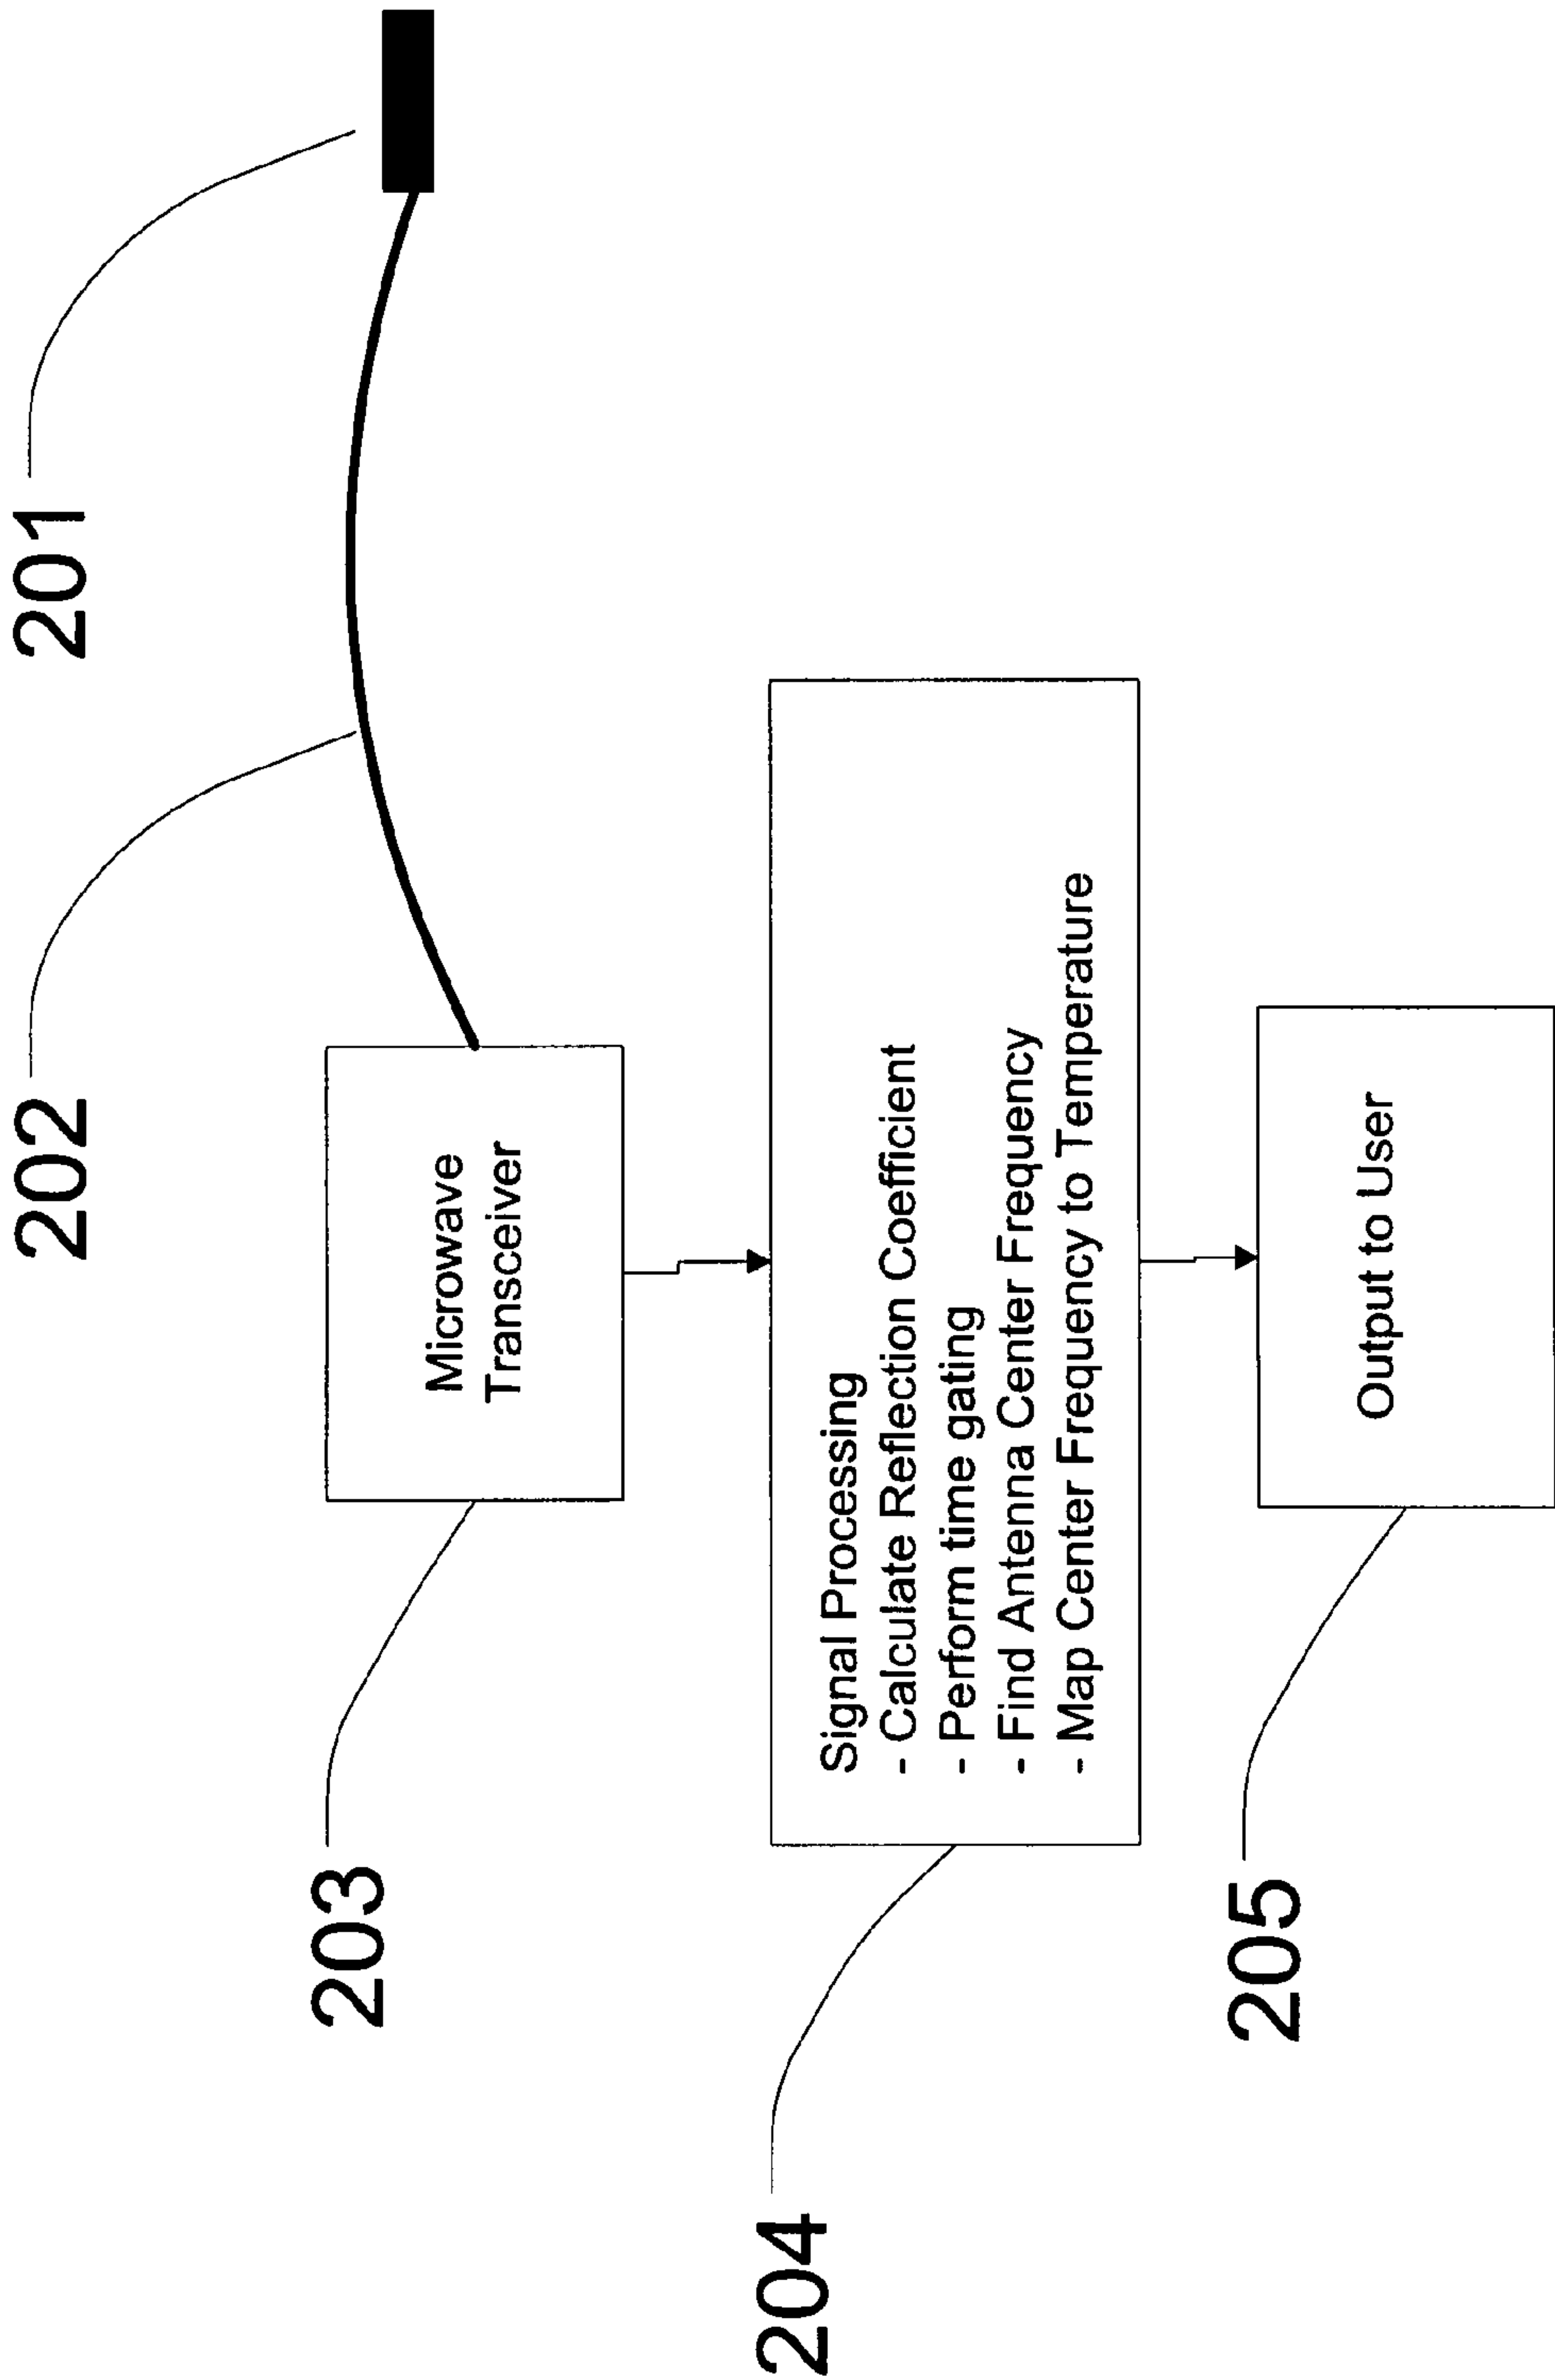 201
202
203
Microwave
Transceiver
204
Signal Processing
- Calculate Reflection Coefficient
- Perform time gating
- Find Antenna Center Frequency
- Map Center Frequency to Temperature
205
Output to User